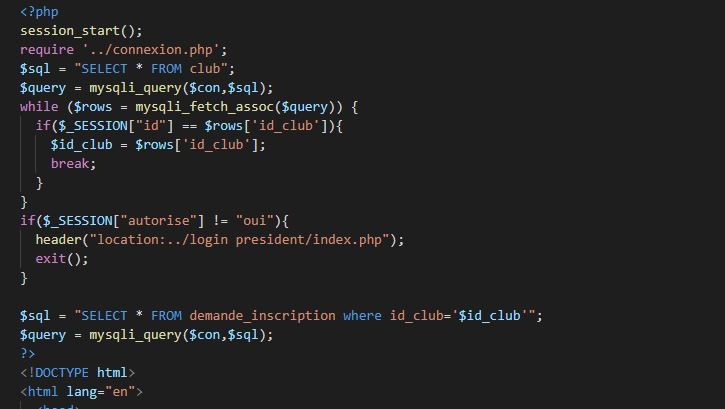 <?php
session_start();
require '../connexion.php';
$sql = "SELECT * FROM club";
$query = mysqli_query($con,$sql);
while ($rows = mysqli_fetch_assoc($query)) {
if($_SESSION["id"] == $rows['id_club']){
$id_club = $rows['id_club'];
break;
}
}
if($_SESSION["autorise"] != "oui"){
header("location:../login president/index.php");
exit();
}
$sql = "SELECT * FROM demande_inscription where id_club='$id_club'";
$query = mysqli_query($con,$sql);
?>
<!DOCTYPE html>
<html lang="en">
<head>